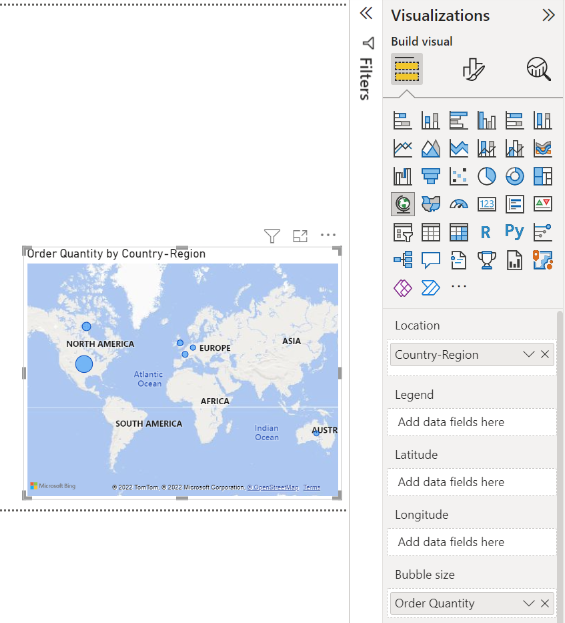 Visualizations
Build visual
Filters
123
R
Py
Order Quantity by Country-Region
NORTH AMERICA
EUROPE
ASIA
Atlantic
Ocean
AFRICA
SOUTH AMERICA
Indian
Ocean
AUSTR
Microsoft Bing
© 2022 TomTom, © 2022 Microsoft Corporation, © OpenStreetMap Terms
Location
Country-Region
Legend
Add data fields here
Latitude
Add data fields here
Longitude
Add data fields here
Bubble size
Order Quantity